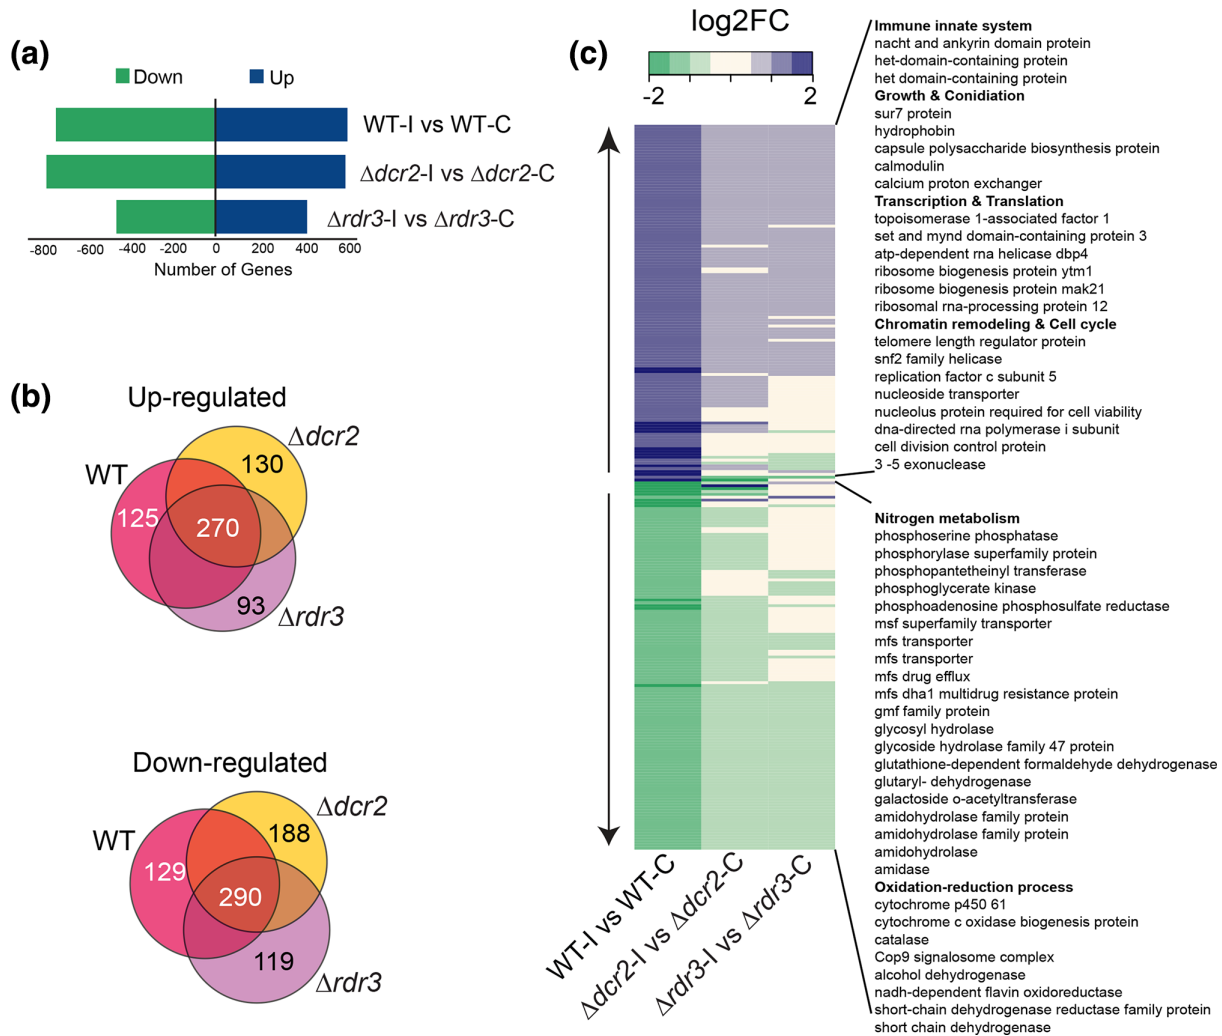 (a)
Down
Up
WT-I vs WT-C
Δdcr2-I vs Δdcr2-C
Δrdr3-I vs Δrdr3-C
-800 -600 -400 -200 0 200 400 600
Number of Genes
(b)
Up-regulated
WT
Δdcr2
130
125
270
93
Δrdr3
Down-regulated
WT
Δdcr2
188
129
290
119
Δrdr3
(c)
log2FC
-2 2
WT-I vs WT-C
Δdcr2-I vs Δdcr2-C
Δrdr3-I vs Δrdr3-C
Immune innate system
nacht and ankyrin domain protein
het-domain-containing protein
het domain-containing protein
Growth & Conidiation
sur7 protein
hydrophobin
capsule polysaccharide biosynthesis protein
calmodulin
calcium proton exchanger
Transcription & Translation
topoisomerase 1-associated factor 1
set and mynd domain-containing protein 3
atp-dependent rna helicase dbp4
ribosome biogenesis protein ytm1
ribosome biogenesis protein mak21
ribosomal rna-processing protein 12
Chromatin remodeling & Cell cycle
telomere length regulator protein
snf2 family helicase
replication factor c subunit 5
nucleoside transporter
nucleolus protein required for cell viability
dna-directed rna polymerase i subunit
cell division control protein
3 -5 exonuclease
Nitrogen metabolism
phosphoserine phosphatase
phosphorylase superfamily protein
phosphopantetheinyl transferase
phosphoglycerate kinase
phosphoadenosine phosphosulfate reductase
msf superfamily transporter
mfs transporter
mfs transporter
mfs drug efflux
mfs dha1 multidrug resistance protein
gmf family protein
glycosyl hydrolase
glycoside hydrolase family 47 protein
glutathione-dependent formaldehyde dehydrogenase
glutaryl- dehydrogenase
galactoside o-acetyltransferase
amidohydrolase family protein
amidohydrolase family protein
amidohydrolase
amidase
Oxidation-reduction process
cytochrome p450 61
cytochrome c oxidase biogenesis protein
catalase
Cop9 signalosome complex
alcohol dehydrogenase
nadh-dependent flavin oxidoreductase
short-chain dehydrogenase reductase family protein
short chain dehydrogenase